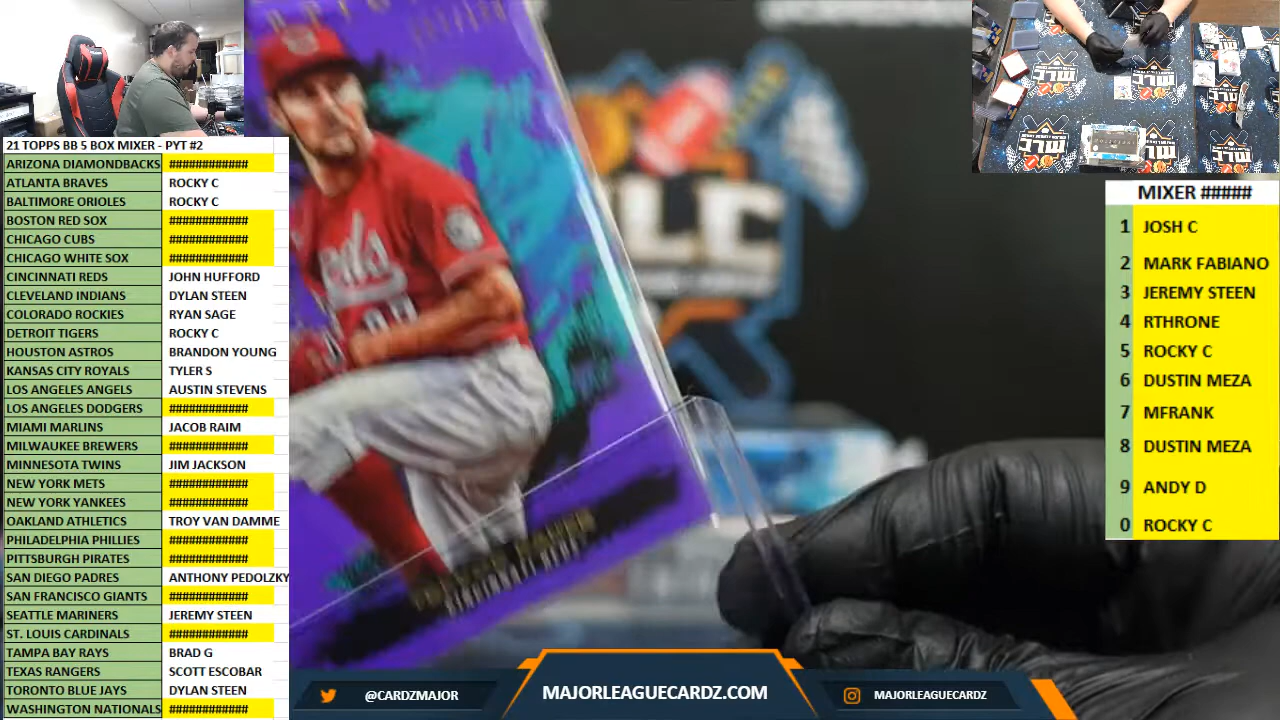 21 TOPPS BB 5 BOX MIXER - PYT #2
ARIZONA DIAMONDBACKS ############
ATLANTA BRAVES ROCKY C
BALTIMORE ORIOLES ROCKY C
BOSTON RED SOX ############
CHICAGO CUBS ############
CHICAGO WHITE SOX ############
CINCINNATI REDS JOHN HUFFORD
CLEVELAND INDIANS DYLAN STEEN
COLORADO ROCKIES RYAN SAGE
DETROIT TIGERS ROCKY C
HOUSTON ASTROS BRANDON YOUNG
KANSAS CITY ROYALS TYLER S
LOS ANGELES ANGELS AUSTIN STEVENS
LOS ANGELES DODGERS ############
MIAMI MARLINS JACOB RAIM
MILWAUKEE BREWERS ############
MINNESOTA TWINS JIM JACKSON
NEW YORK METS ############
NEW YORK YANKEES ############
OAKLAND ATHLETICS TROY VAN DAMME
PHILADELPHIA PHILLIES ############
PITTSBURGH PIRATES ############
SAN DIEGO PADRES ANTHONY PEDOLZKY
SAN FRANCISCO GIANTS ############
SEATTLE MARINERS JEREMY STEEN
ST. LOUIS CARDINALS ############
TAMPA BAY RAYS BRAD G
TEXAS RANGERS SCOTT ESCOBAR
TORONTO BLUE JAYS DYLAN STEEN
WASHINGTON NATIONALS ############
MIXER #####
1 JOSH C
2 MARK FABIANO
3 JEREMY STEEN
4 RTHRONE
5 ROCKY C
6 DUSTIN MEZA
7 MFRANK
8 DUSTIN MEZA
9 ANDY D
0 ROCKY C
@CARDZMAJOR
MAJORLEAGUECARDZ.COM
MAJORLEAGUECARDZ